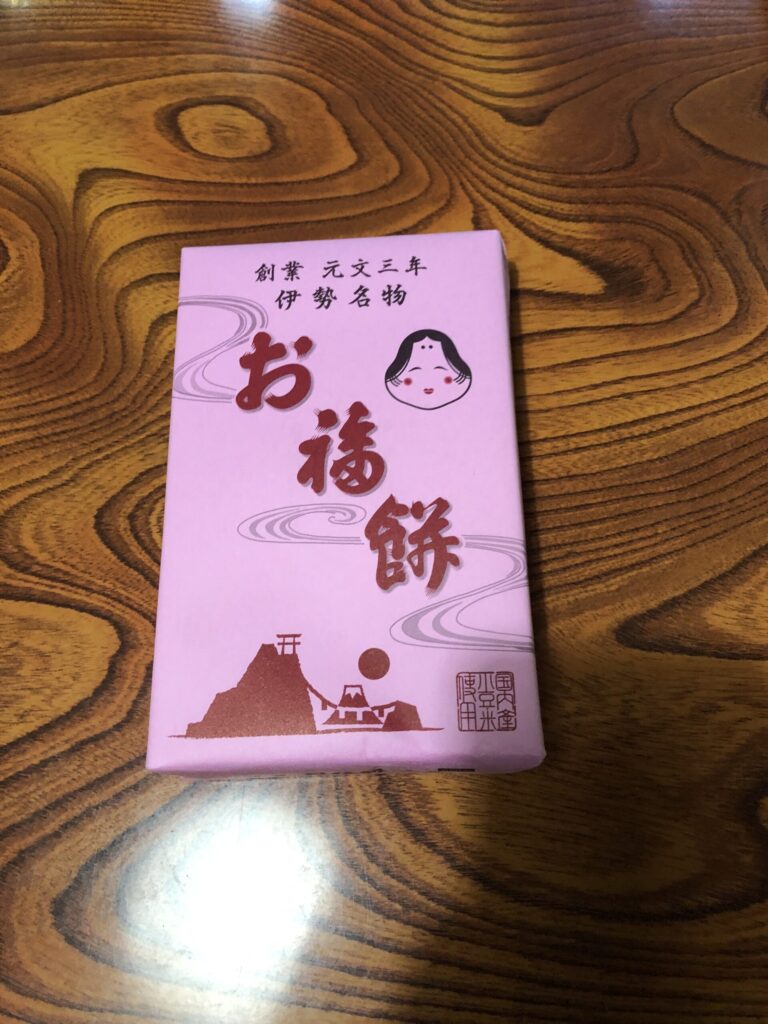 創業 元文三年
伊勢名物
お福餅
国内産
小豆米
使用